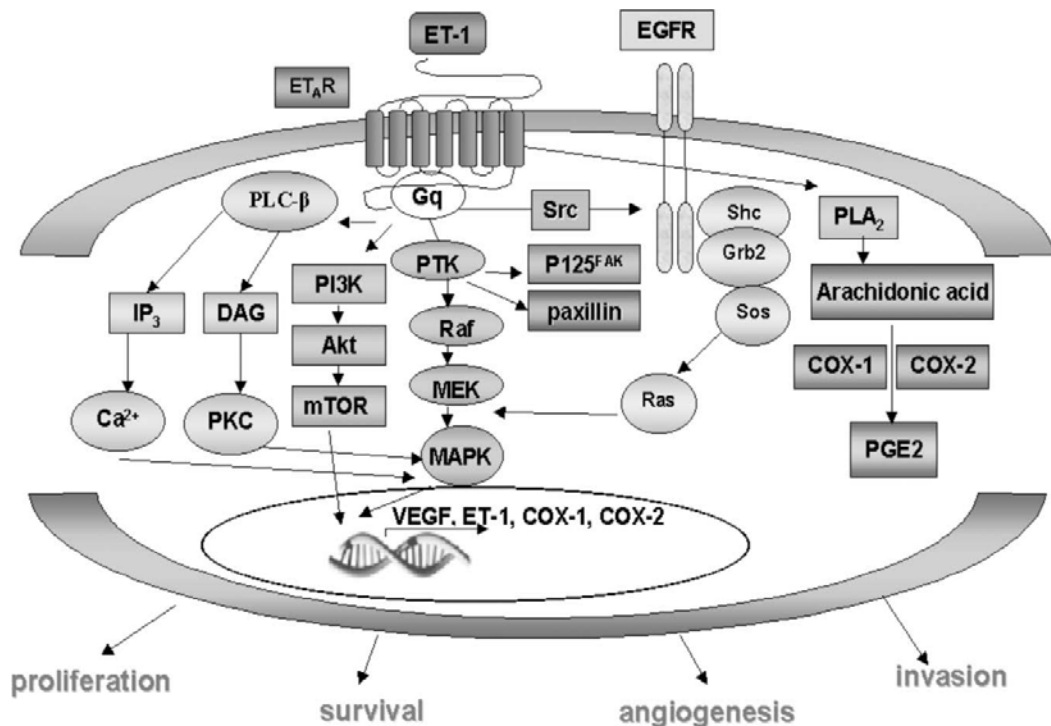 ET-1
EGFR
ETAR
PLC-β
Gq
Src
Shc
PLA2
Grb2
PTK
P125FAK
PI3K
Arachidonic acid
IP3
DAG
paxillin
Sos
Raf
Akt
COX-1
COX-2
MEK
Ras
mTOR
Ca2+
PKC
MAPK
PGE2
VEGF. ET-1, COX-1, COX-2
proliferation
survival
angiogenesis
invasion